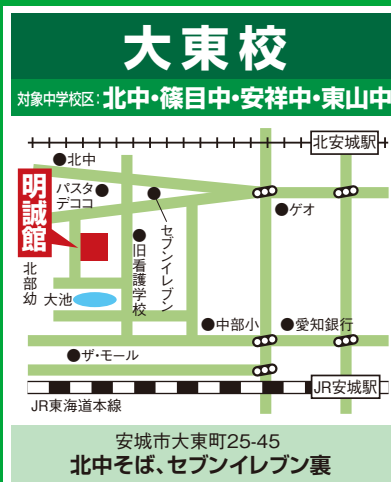 大東校
対象中学校区：北中・篠目中・安祥中・東山中
北安城駅
北中
パスタ
デココ
明誠館
セブンイレブン
ゲオ
旧看護学校
北部幼
大池
中部小
愛知銀行
ザ・モール
JR安城駅
JR東海道本線
安城市大東町25-45
北中そば、セブンイレブン裏